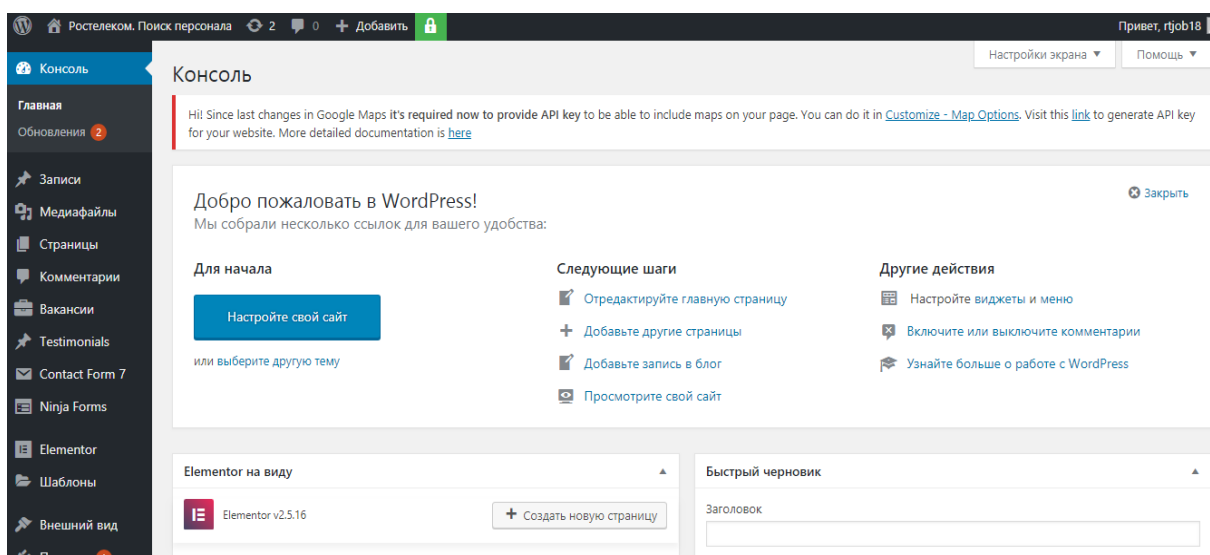 Ростелеком. Поиск персонала 2 0 + Добавить Привет, rtjob18
Настройки экрана Помощь
Консоль
Главная
Обновления 2
Записи
Медиафайлы
Страницы
Комментарии
Вакансии
Testimonials
Contact Form 7
Ninja Forms
Elementor
Шаблоны
Внешний вид
Консоль
Hi! Since last changes in Google Maps it's required now to provide API key to be able to include maps on your page. You can do it in Customize - Map Options. Visit this link to generate API key
for your website. More detailed documentation is here
Добро пожаловать в WordPress!
Закрыть
Мы собрали несколько ссылок для вашего удобства:
Для начала
Настройте свой сайт
или выберите другую тему
Следующие шаги
Отредактируйте главную страницу
Добавьте другие страницы
Добавьте запись в блог
Просмотрите свой сайт
Другие действия
Настройте виджеты и меню
Включите или выключите комментарии
Узнайте больше о работе с WordPress
Elementor на виду
Elementor v2.5.16
+ Создать новую страницу
Быстрый черновик
Заголовок